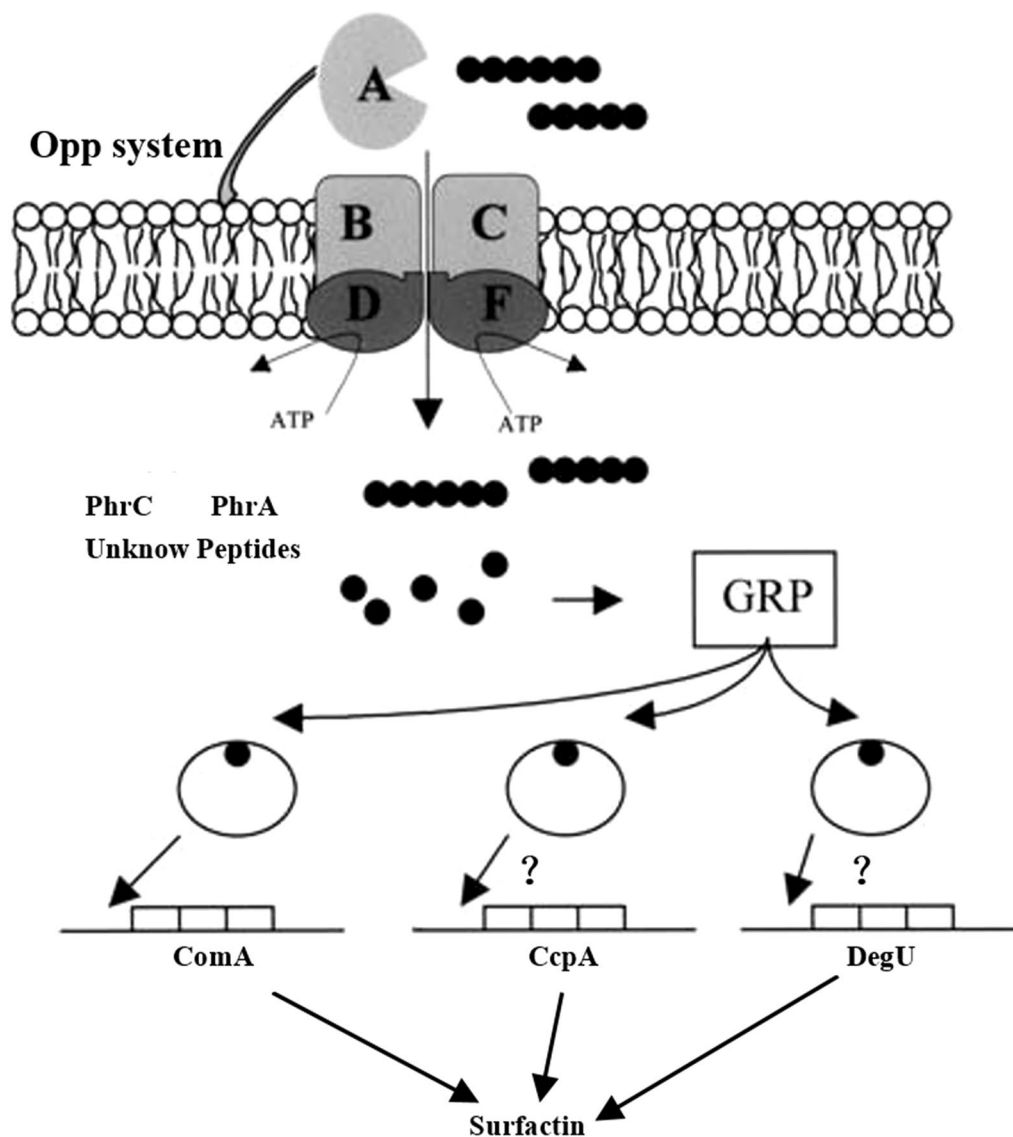 A
Opp system
B
C
D
F
ATP
ATP
PhrC PhrA
Unknow Peptides
GRP
?
?
ComA
CcpA
DegU
Surfactin